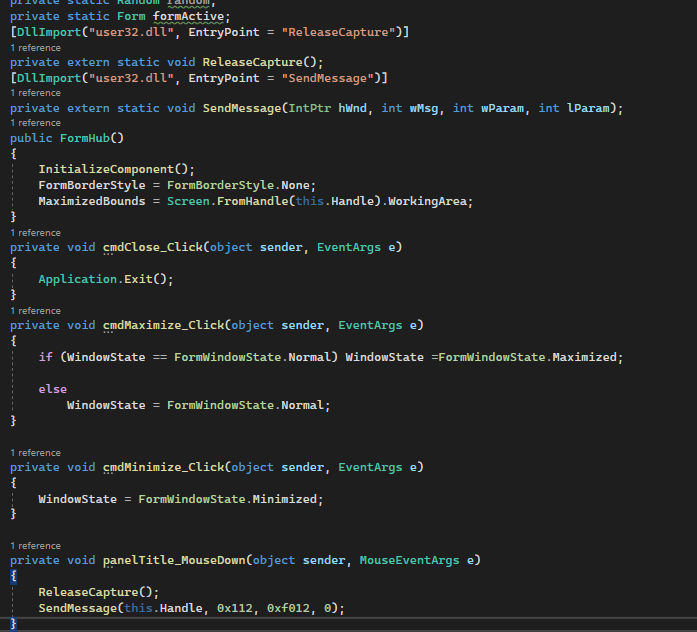 private static Random random;
private static Form formActive;
[DllImport("user32.dll", EntryPoint = "ReleaseCapture")]
1 reference
private extern static void ReleaseCapture();
[DllImport("user32.dll", EntryPoint = "SendMessage")]
1 reference
private extern static void SendMessage(IntPtr hWnd, int wMsg, int wParam, int lParam);
1 reference
public FormHub()
{
InitializeComponent();
FormBorderStyle = FormBorderStyle.None;
MaximizedBounds = Screen.FromHandle(this.Handle).WorkingArea;
}
1 reference
private void cmdClose_Click(object sender, EventArgs e)
{
Application.Exit();
}
1 reference
private void cmdMaximize_Click(object sender, EventArgs e)
{
if (WindowState == FormWindowState.Normal) WindowState =FormWindowState.Maximized;
else
WindowState = FormWindowState.Normal;
}
1 reference
private void cmdMinimize_Click(object sender, EventArgs e)
{
WindowState = FormWindowState.Minimized;
}
1 reference
private void panelTitle_MouseDown(object sender, MouseEventArgs e)
{
ReleaseCapture();
SendMessage(this.Handle, 0x112, 0xf012, 0);
}